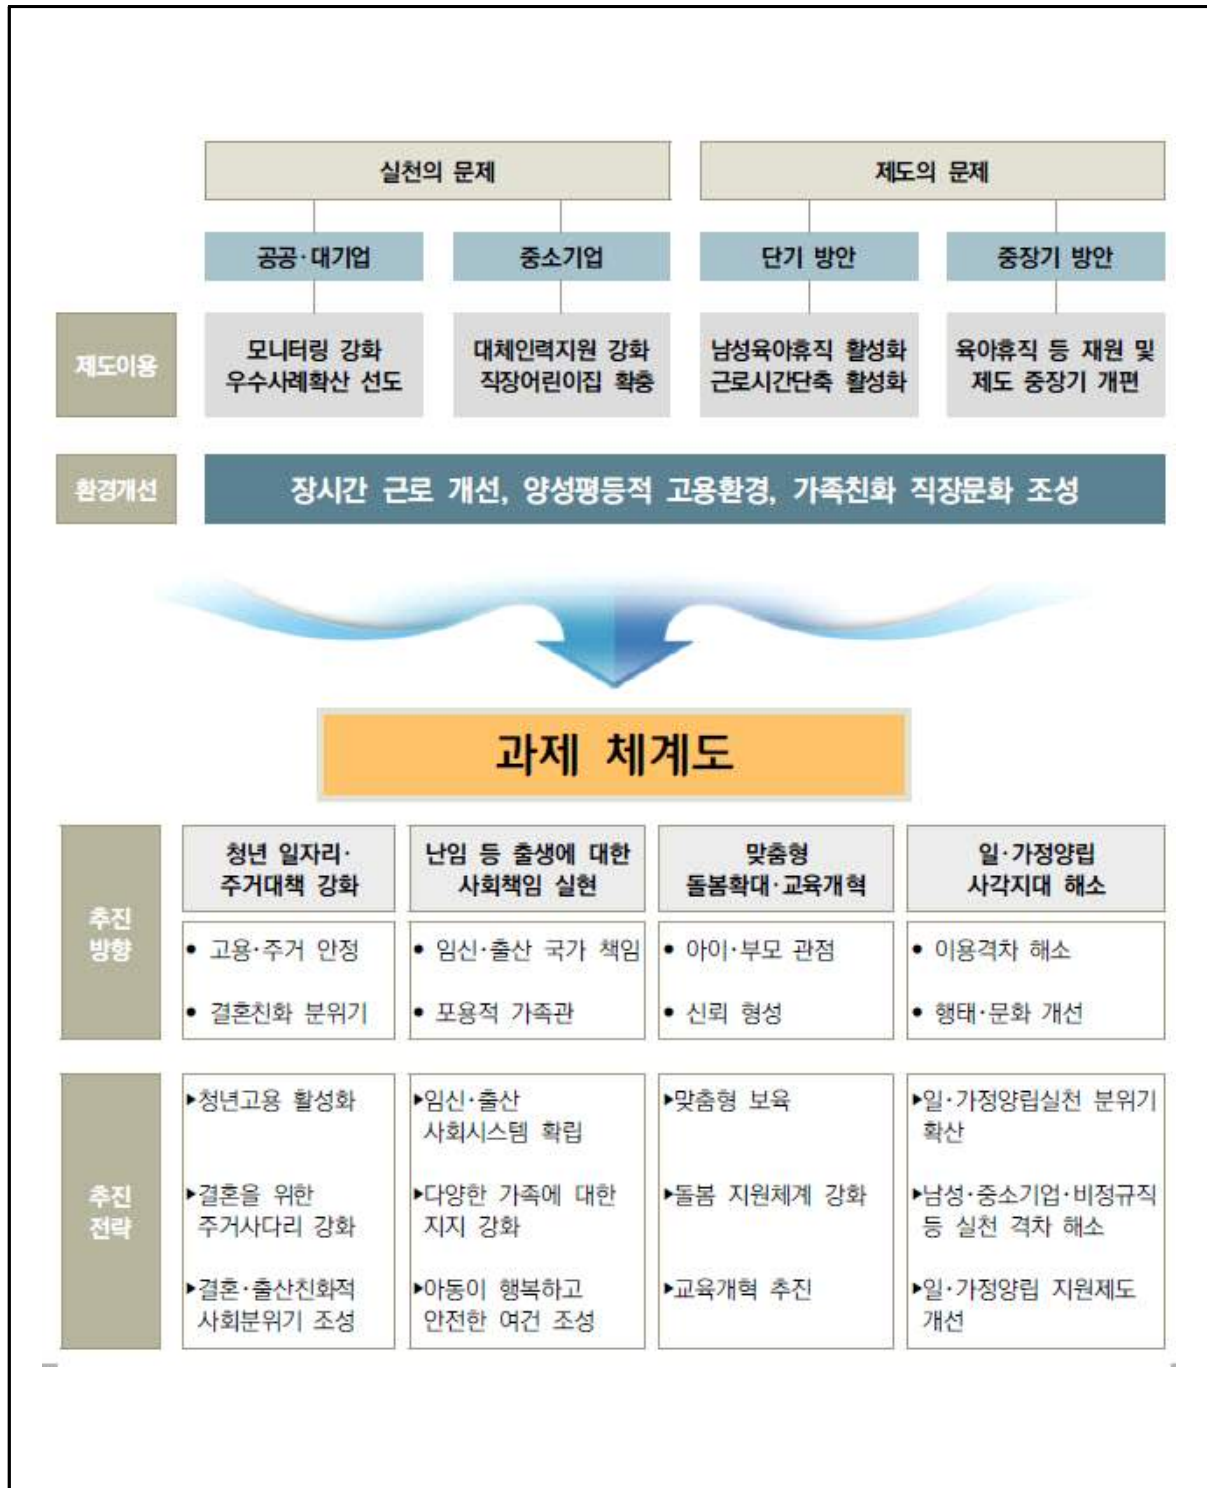 실천의 문제
제도의 문제
공공·대기업
중소기업
단기 방안
중장기 방안
제도이용
모니터링 강화
우수사례확산 선도
대체인력지원 강화
직장어린이집 확충
남성육아휴직 활성화
근로시간단축 활성화
육아휴직 등 재원 및
제도 중장기 개편
환경개선
장시간 근로 개선, 양성평등적 고용환경, 가족친화 직장문화 조성
과제 체계도
추진
방향
청년 일자리·
주거대책 강화
난임 등 출생에 대한
사회책임 실현
맞춤형
돌봄확대·교육개혁
일·가정양립
사각지대 해소
• 고용·주거 안정
• 결혼친화 분위기
• 임신·출산 국가 책임
• 포용적 가족관
• 아이·부모 관점
• 신뢰 형성
• 이용격차 해소
• 행태·문화 개선
추진
전략
▶청년고용 활성화
▶결혼을 위한
주거사다리 강화
▶결혼·출산친화적
사회분위기 조성
▶임신·출산
사회시스템 확립
▶다양한 가족에 대한
지지 강화
▶아동이 행복하고
안전한 여건 조성
▶맞춤형 보육
▶돌봄 지원체계 강화
▶교육개혁 추진
▶일·가정양립실천 분위기
확산
▶남성·중소기업·비정규직
등 실천 격차 해소
▶일·가정양립 지원제도
개선